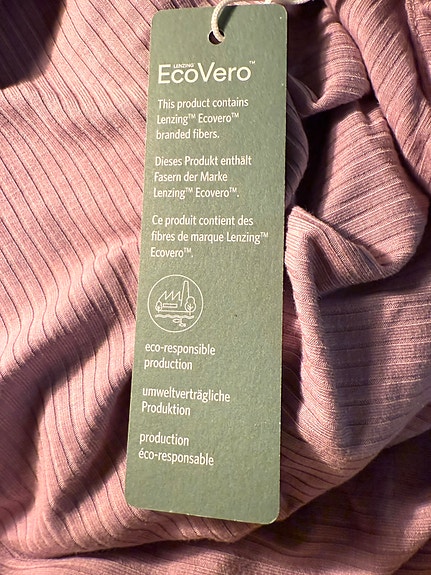 LENZING™
EcoVero™
This product contains
Lenzing™ Ecovero™
branded fibers.
Dieses Produkt enthält
Fasern der Marke
Lenzing™ Ecovero™.
Ce produit contient des
fibres de marque Lenzing™
Ecovero™.
eco-responsible
production
umweltverträgliche
Produktion
production
éco-responsable